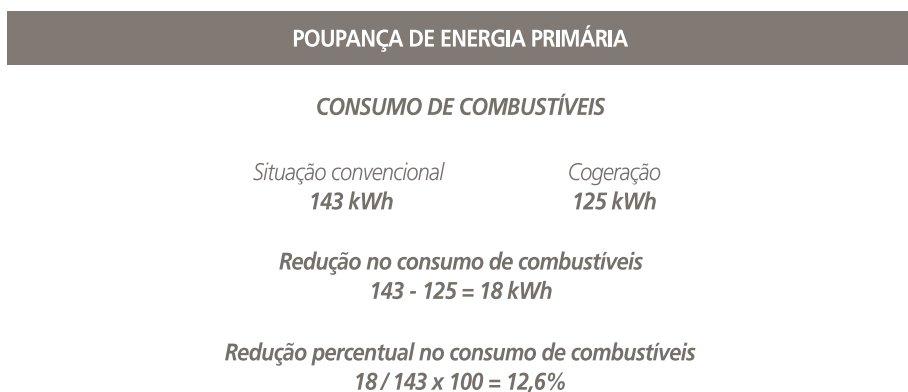 POUPANÇA DE ENERGIA PRIMÁRIA
CONSUMO DE COMBUSTÍVEIS
Situação convencional Cogeração
143 kWh 125 kWh
Redução no consumo de combustíveis
143 - 125 = 18 kWh
Redução percentual no consumo de combustíveis
18 / 143 x 100 = 12,6%